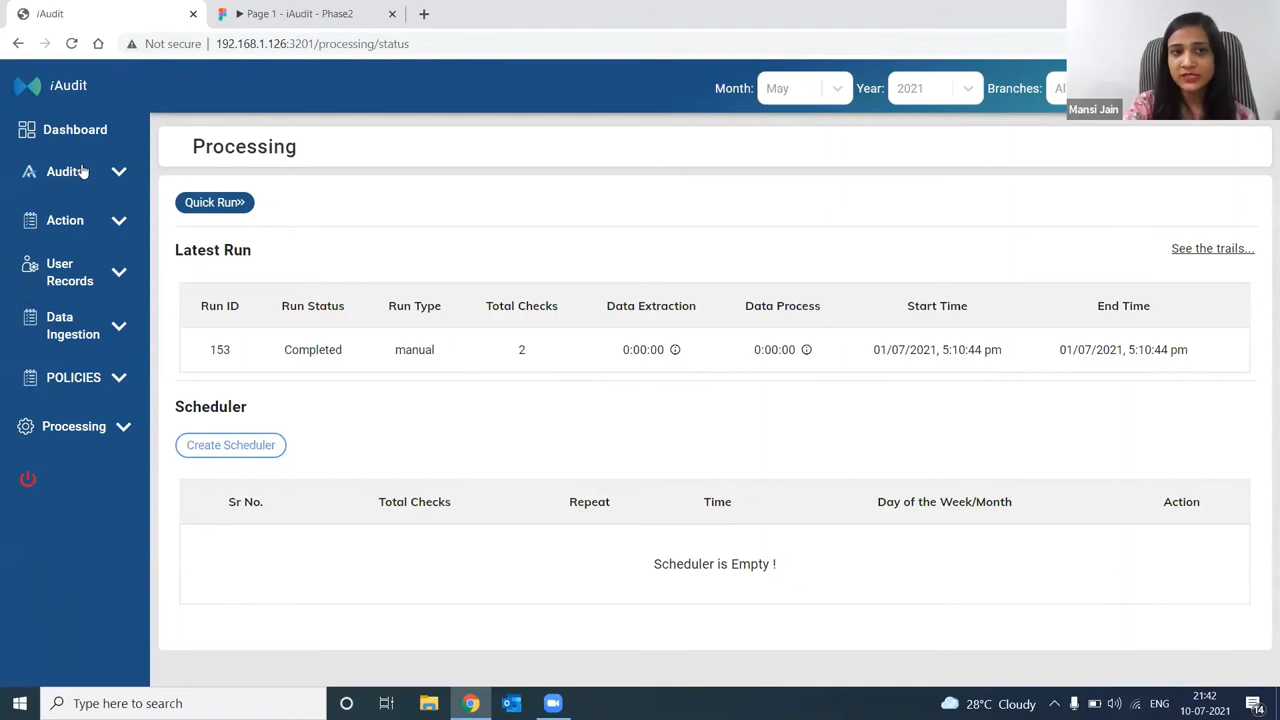 iAudit
Page 1 - iAudit - Phase2
Not secure
192.168.1.126:3201/processing/status
iAudit
Month:
May
Year:
2021
Branches:
Al
Mansi Jain
Dashboard
Audit
Action
User
Records
Data
Ingestion
POLICIES
Processing
Processing
Quick Run»
Latest Run
See the trails...
Run ID
Run Status
Run Type
Total Checks
Data Extraction
Data Process
Start Time
End Time
153
Completed
manual
2
0:00:00
0:00:00
01/07/2021, 5:10:44 pm
01/07/2021, 5:10:44 pm
Scheduler
Create Scheduler
Sr No.
Total Checks
Repeat
Time
Day of the Week/Month
Action
Scheduler is Empty !
Type here to search
28°C Cloudy
ENG
21:42
10-07-2021
14